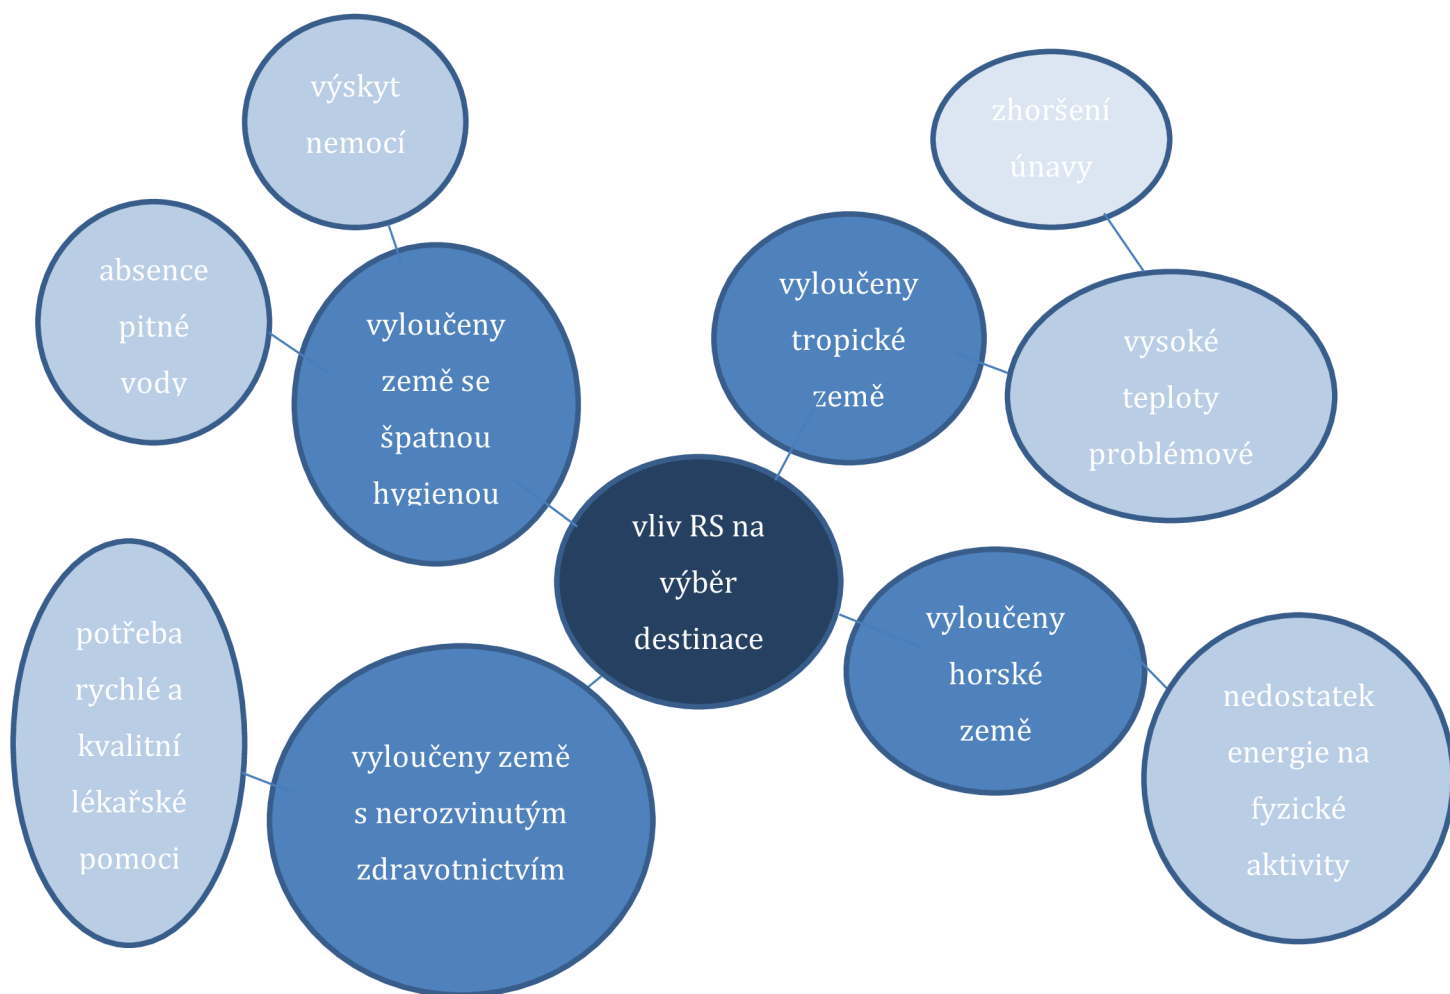 výskyt
nemocí
zhoršení
únavy
absence
pitné
vody
vyloučeny
země se
špatnou
hygienou
vyloučeny
tropické
země
vysoké
teploty
problémové
vliv RS na
výběr
destinace
potřeba
rychlé a
kvalitní
lékařské
pomoci
vyloučeny země
s nerozvinutým
zdravotnictvím
vyloučeny
horské
země
nedostatek
energie na
fyzické
aktivity